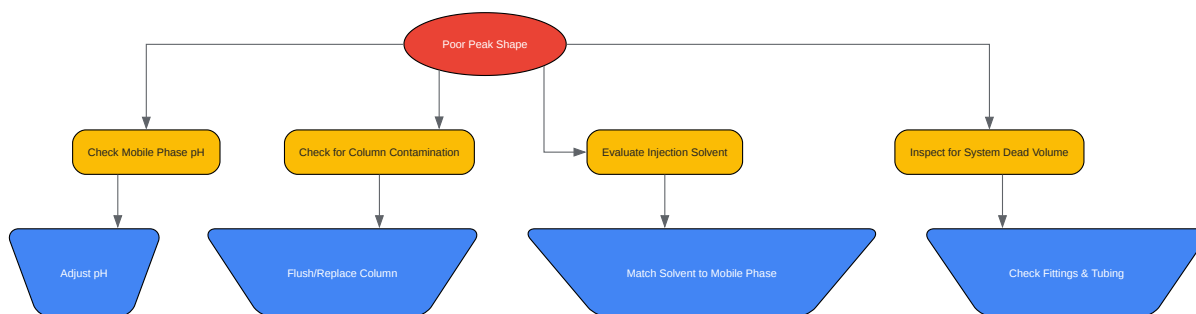 Poor Peak Shape
Check Mobile Phase pH
Check for Column Contamination
Evaluate Injection Solvent
Inspect for System Dead Volume
Adjust pH
Flush/Replace Column
Match Solvent to Mobile Phase
Check Fittings & Tubing